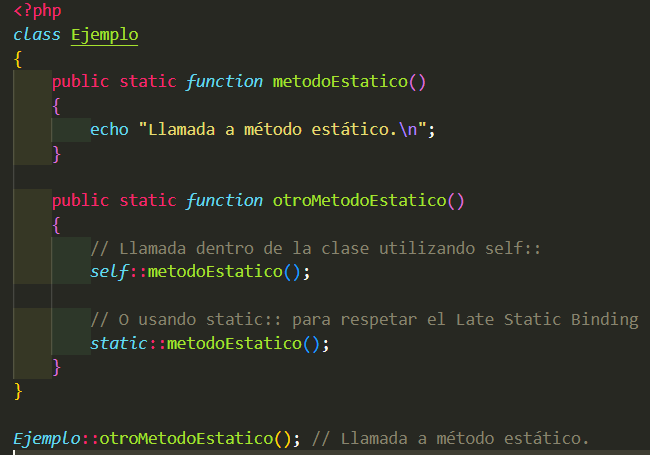 <?php
class Ejemplo
{
    public static function metodoEstatico()
    {
        echo "Llamada a método estático.\n";
    }

    public static function otroMetodoEstatico()
    {
        // Llamada dentro de la clase utilizando self::
        self::metodoEstatico();

        // O usando static:: para respetar el Late Static Binding
        static::metodoEstatico();
    }
}

Ejemplo::otroMetodoEstatico(); // Llamada a método estático.